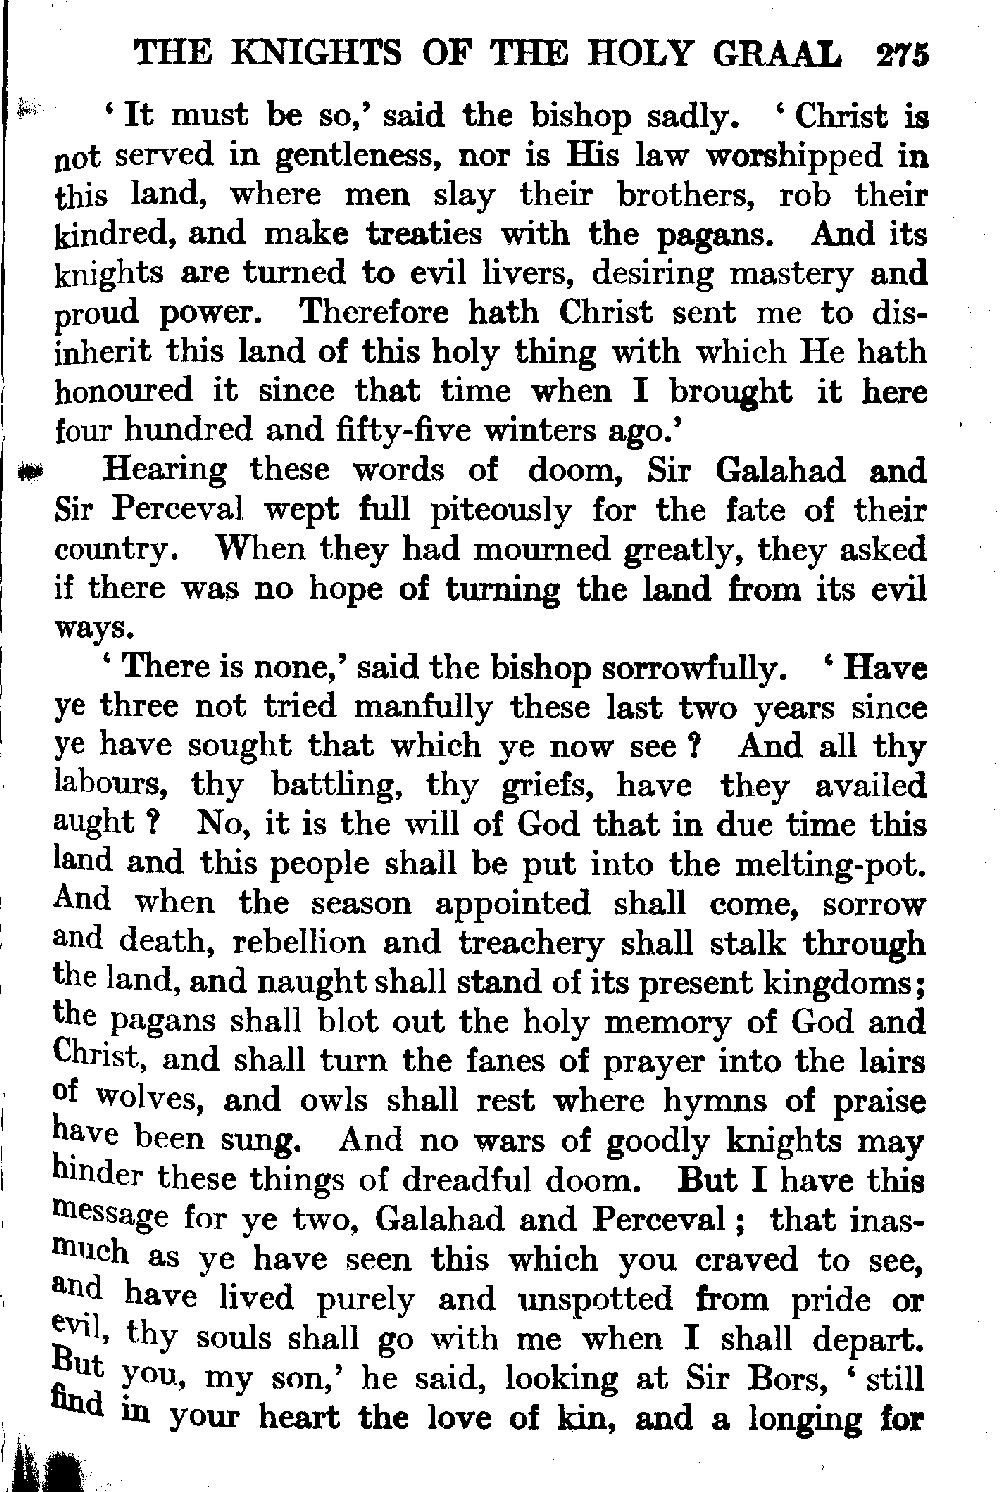 THE KNIGHTS OF THE HOLY GRAAL 275
‘ It must be so,’ said the bishop sadly. ‘ Christ is
not served in gentleness, nor is His law worshipped in
this land, where men slay their brothers, rob their
kindred, and make treaties with the pagans. And its
knights are turned to evil livers, desiring mastery and
proud power. Therefore hath Christ sent me to dis-
inherit this land of this holy thing with which He hath
honoured it since that time when I brought it here
four hundred and fifty-five winters ago.’
Hearing these words of doom, Sir Galahad and
Sir Perceval wept full piteously for the fate of their
country. When they had mourned greatly, they asked
if there was no hope of turning the land from its evil
ways.
‘ There is none,’ said the bishop sorrowfully. ‘ Have
ye three not tried manfully these last two years since
ye have sought that which ye now see ? And all thy
labours, thy battling, thy griefs, have they availed
aught ? No, it is the will of God that in due time this
land and this people shall be put into the melting-pot.
And when the season appointed shall come, sorrow
and death, rebellion and treachery shall stalk through
the land, and naught shall stand of its present kingdoms;
the pagans shall blot out the holy memory of God and
Christ, and shall turn the fanes of prayer into the lairs
of wolves, and owls shall rest where hymns of praise
have been sung. And no wars of goodly knights may
hinder these things of dreadful doom. But I have this
message for ye two, Galahad and Perceval ; that inas-
much as ye have seen this which you craved to see,
and have lived purely and unspotted from pride or
evil, thy souls shall go with me when I shall depart.
But you, my son,’ he said, looking at Sir Bors, ‘ still
find in your heart the love of kin, and a longing for